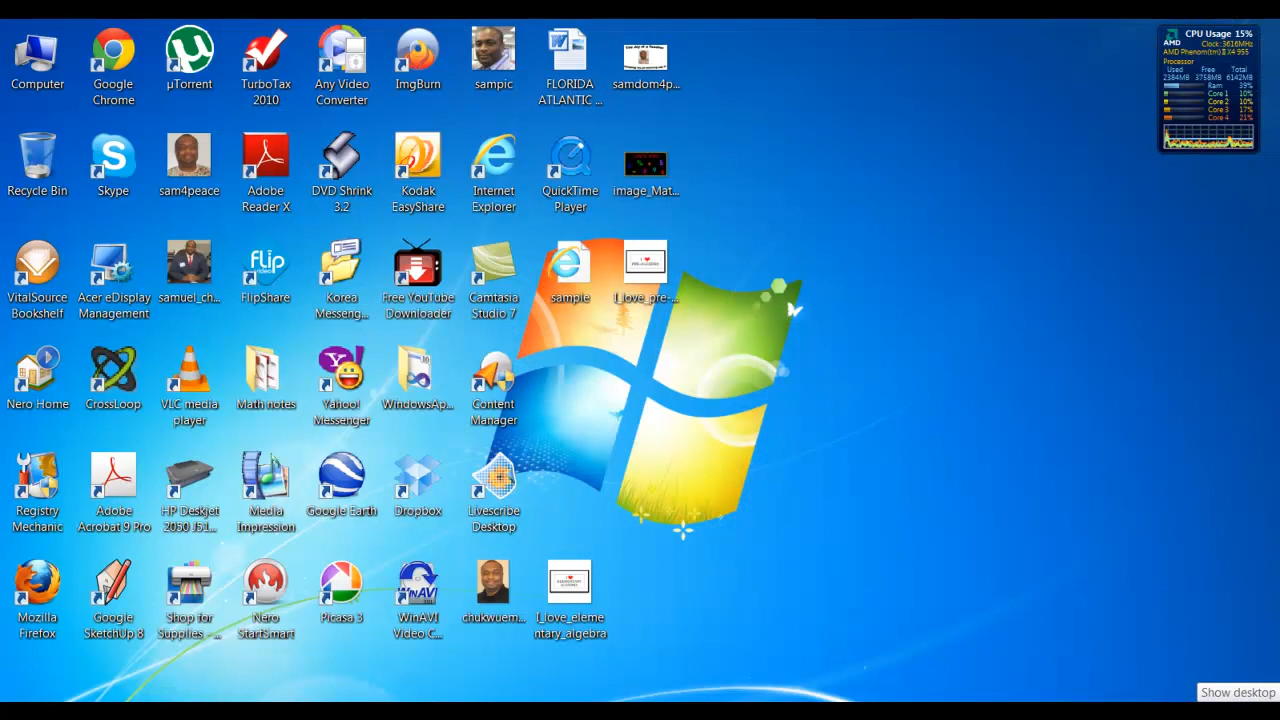 Computer
Google
Chrome
µTorrent
TurboTax
2010
Any Video
Converter
ImgBurn
sampic
FLORIDA
ATLANTIC ...
samdom4p...
Recycle Bin
Skype
sam4peace
Adobe
Reader X
DVD Shrink
3.2
Kodak
EasyShare
Internet
Explorer
QuickTime
Player
image_Mat...
VitalSource
Bookshelf
Acer eDisplay
Management
samuel_ch...
flip
video
FlipShare
Korea
Messeng...
Free YouTube
Downloader
Camtasia
Studio 7
sample
I_love_pre-...
Nero Home
CrossLoop
VLC media
player
Math notes
Yahoo!
Messenger
WindowsAp...
Content
Manager
Registry
Mechanic
Adobe
Acrobat 9 Pro
HP Deskjet
2050 J51...
Media
Impression
Google Earth
Dropbox
Livescribe
Desktop
Mozilla
Firefox
Google
SketchUp 8
Shop for
Supplies - ...
Nero
StartSmart
Picasa 3
WinAVI
WinAVI
Video C...
chukwuem...
I_love_eleme
ntary_algebra
CPU Usage 15%
AMD
Clock:3616MHz
AMD Phenom(tm) II X4 955
Processor
Used Free Total
2384MB 3758MB 6142MB
Ram 39%
Core 1 10%
Core 2 10%
Core 3 17%
Core 4 21%
Show desktop